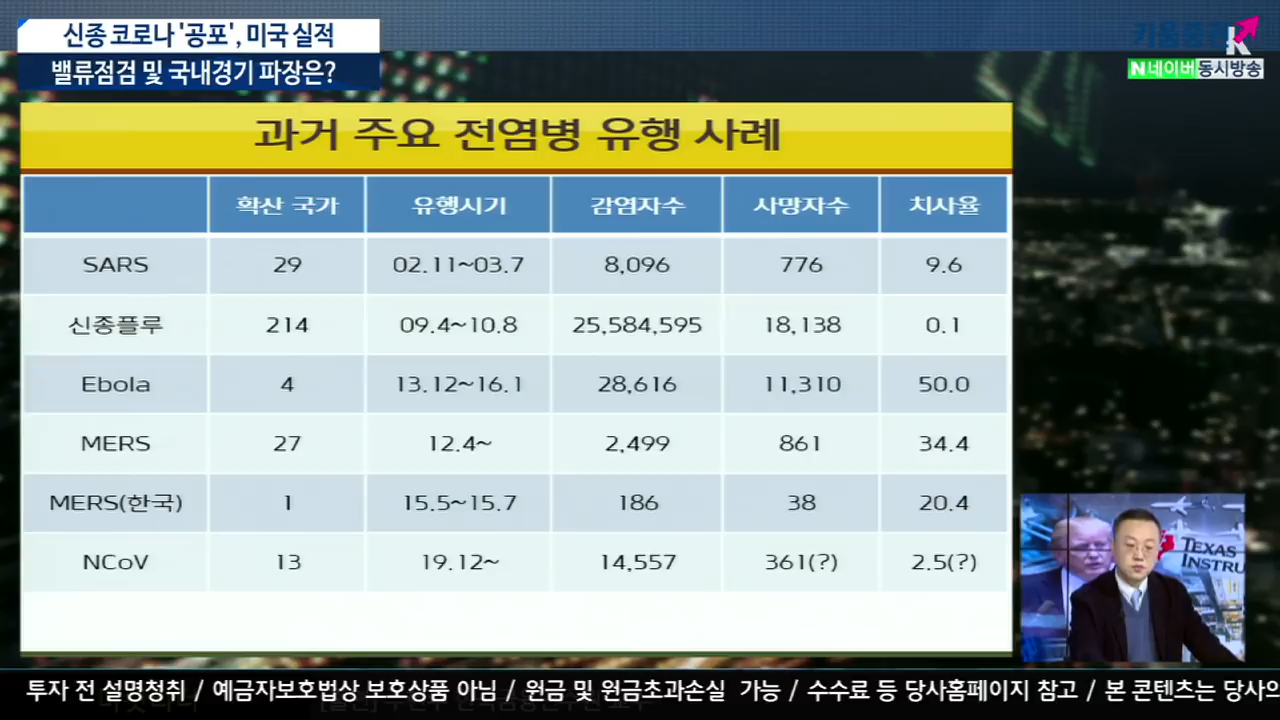 신종 코로나 '공포', 미국 실적
밸류점검 및 국내경기 파장은?
키움증권
K
N 네이버 동시방송
과거 주요 전염병 유행 사례
확산 국가 유행시기 감염자수 사망자수 치사율
SARS 29 02.11~03.7 8,096 776 9.6
신종플루 214 09.4~10.8 25,584,595 18,138 0.1
Ebola 4 13.12~16.1 28,616 11,310 50.0
MERS 27 12.4~ 2,499 861 34.4
MERS(한국) 1 15.5~15.7 186 38 20.4
NCoV 13 19.12~ 14,557 361(?) 2.5(?)
TEXAS
INSTRU
투자 전 설명청취 / 예금자보호법상 보호상품 아님 / 원금 및 원금초과손실 가능 / 수수료 등 당사홈페이지 참고 / 본 콘텐츠는 당사의